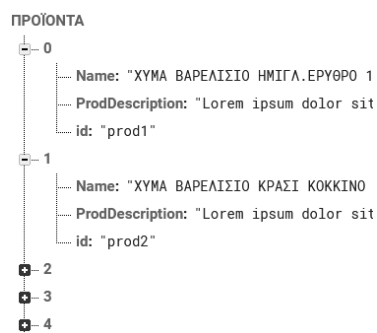 ΠΡΟΪΟΝΤΑ
0
Name: "ΧΥΜΑ ΒΑΡΕΛΙΣΙΟ ΗΜΙΓΛ.ΕΡΥΘΡΟ 1
ProdDescription: "Lorem ipsum dolor sit
id: "prod1"
1
Name: "ΧΥΜΑ ΒΑΡΕΛΙΣΙΟ ΚΡΑΣΙ ΚΟΚΚΙΝΟ
ProdDescription: "Lorem ipsum dolor sit
id: "prod2"
2
3
4